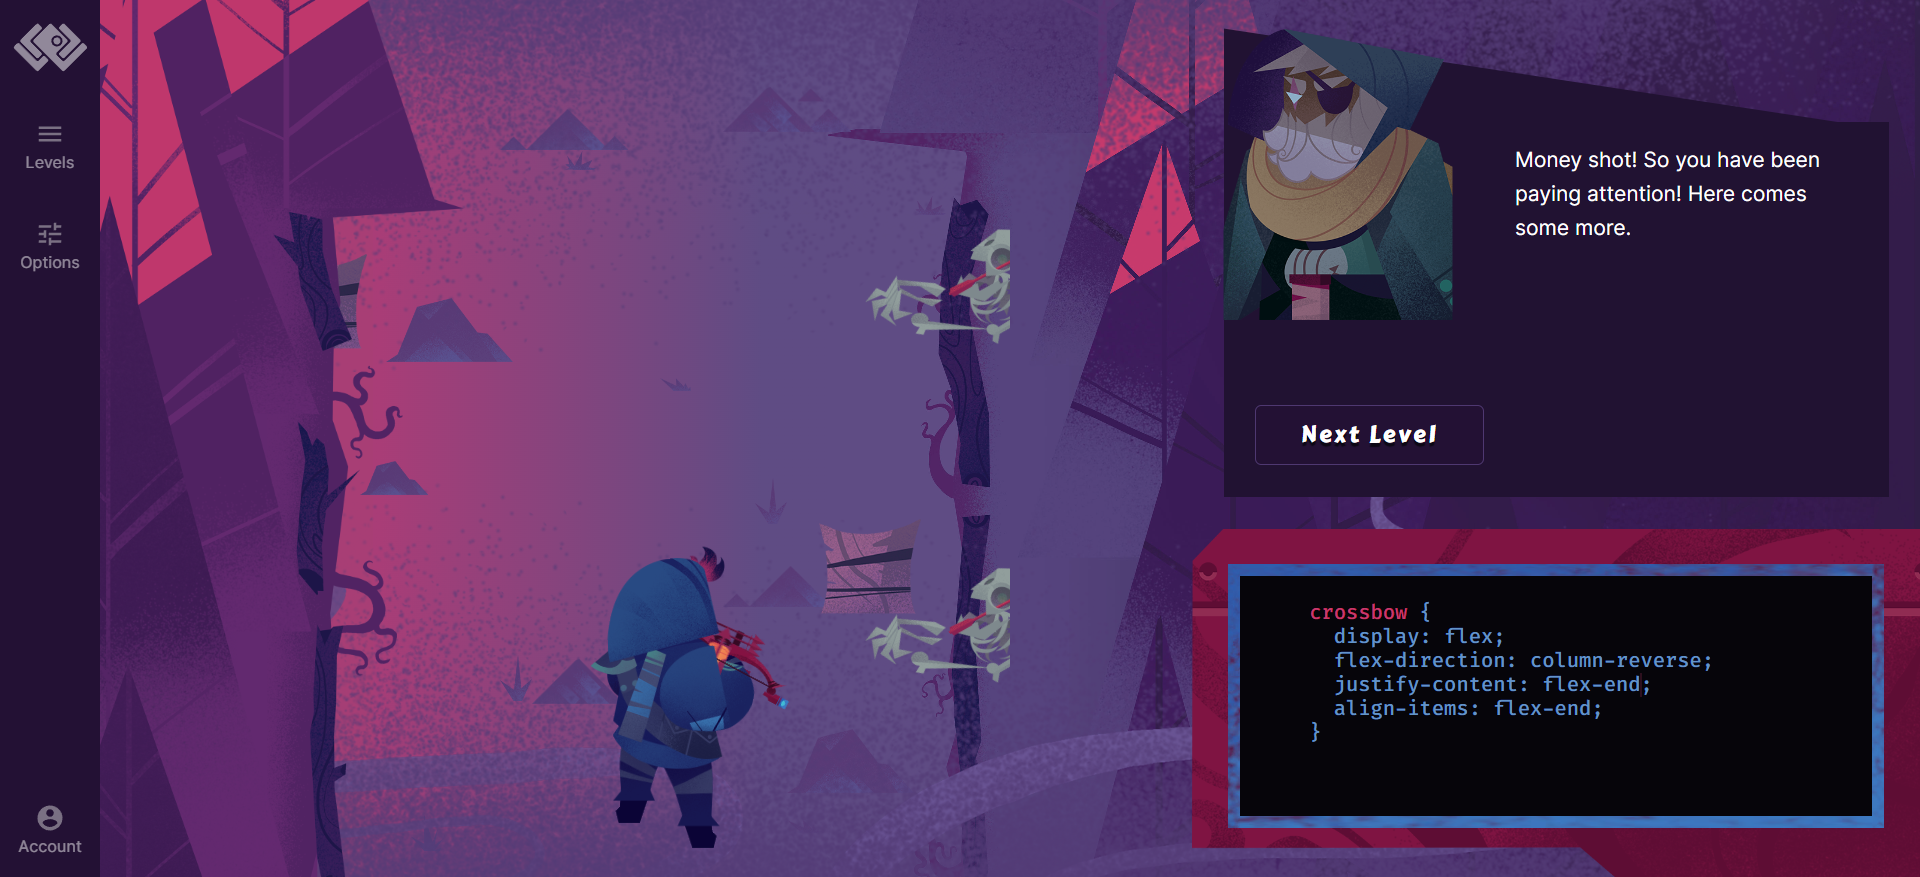 Levels
Options
Account
Money shot! So you have been
paying attention! Here comes
some more.
Next Level
crossbow {
  display: flex;
  flex-direction: column-reverse;
  justify-content: flex-end;
  align-items: flex-end;
}